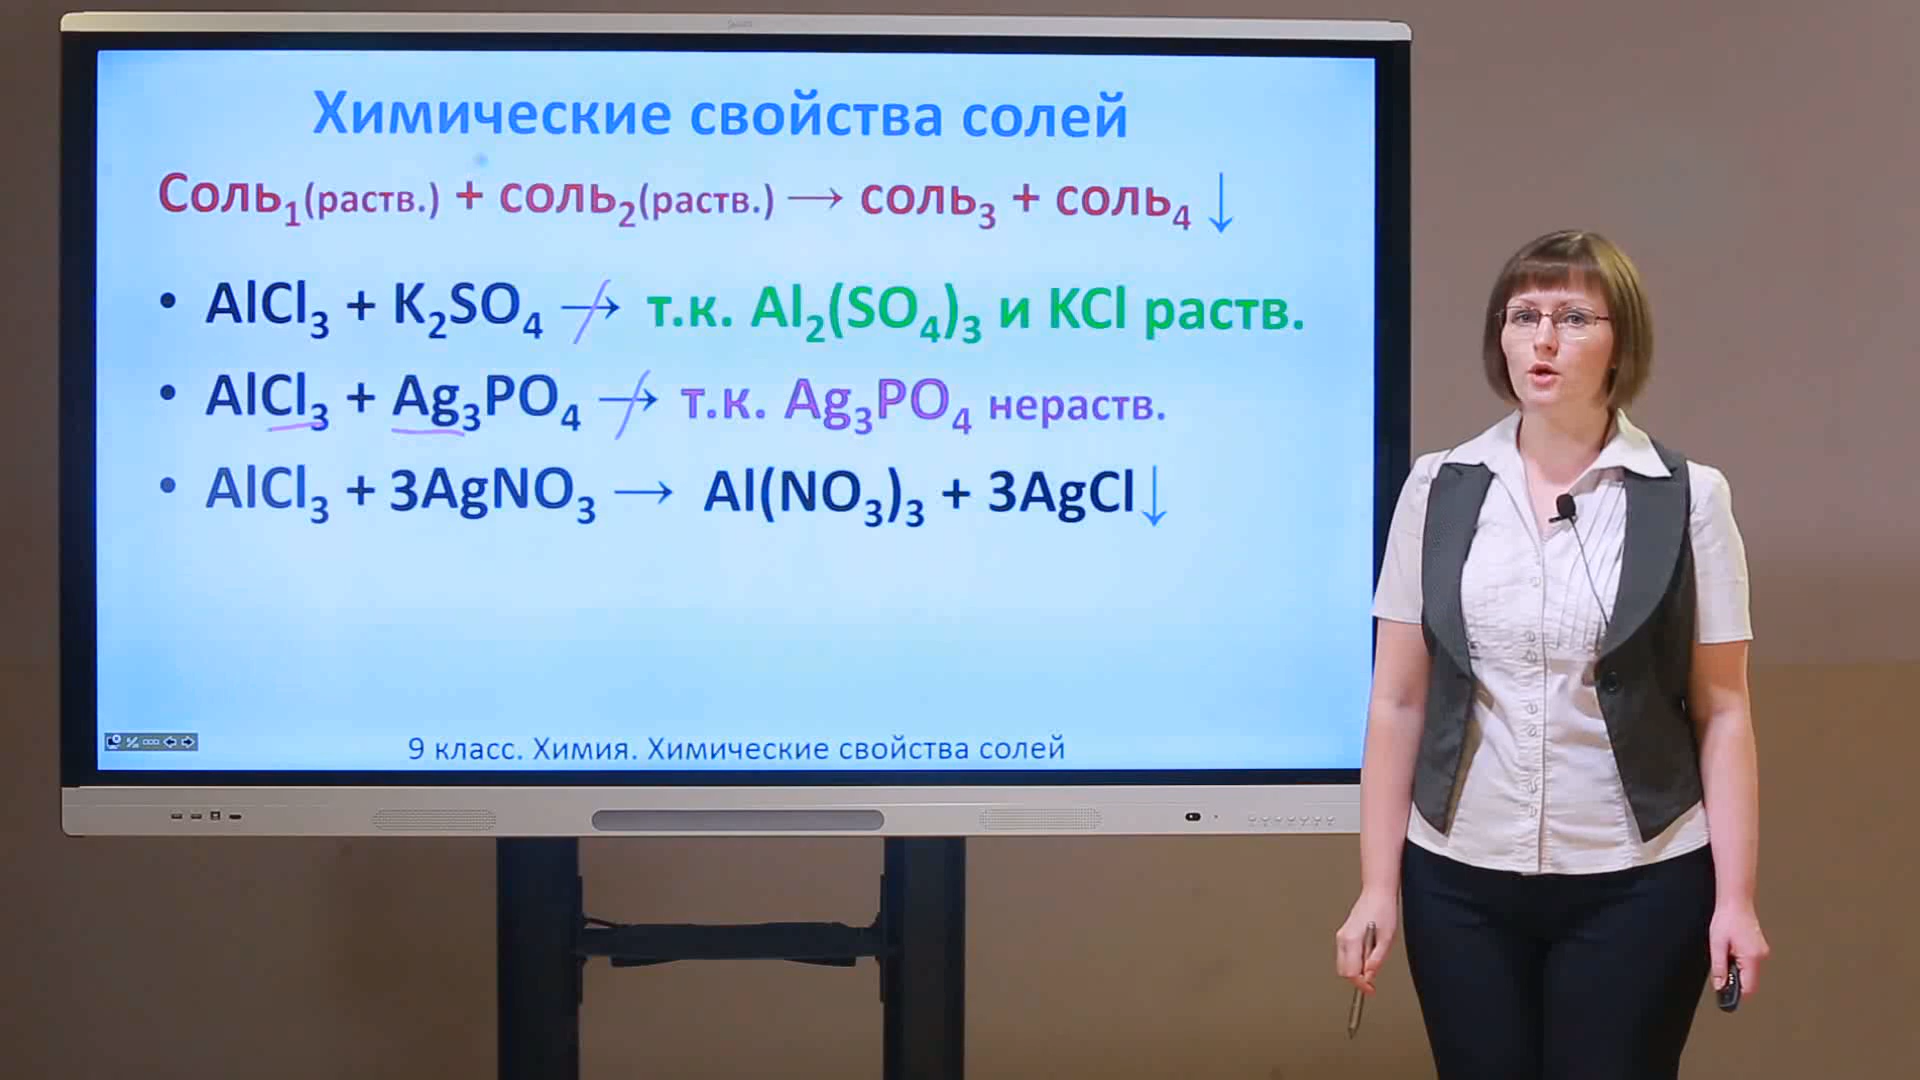 Химические свойства солей
Соль₁(раств.) + соль₂(раств.) → соль₃ + соль₄ ↓
• AlCl₃ + K₂SO₄ ↛ т.к. Al₂(SO₄)₃ и KCl раств.
• AlCl₃ + Ag₃PO₄ ↛ т.к. Ag₃PO₄ нераств.
• AlCl₃ + 3AgNO₃ → Al(NO₃)₃ + 3AgCl↓
9 класс. Химия. Химические свойства солей